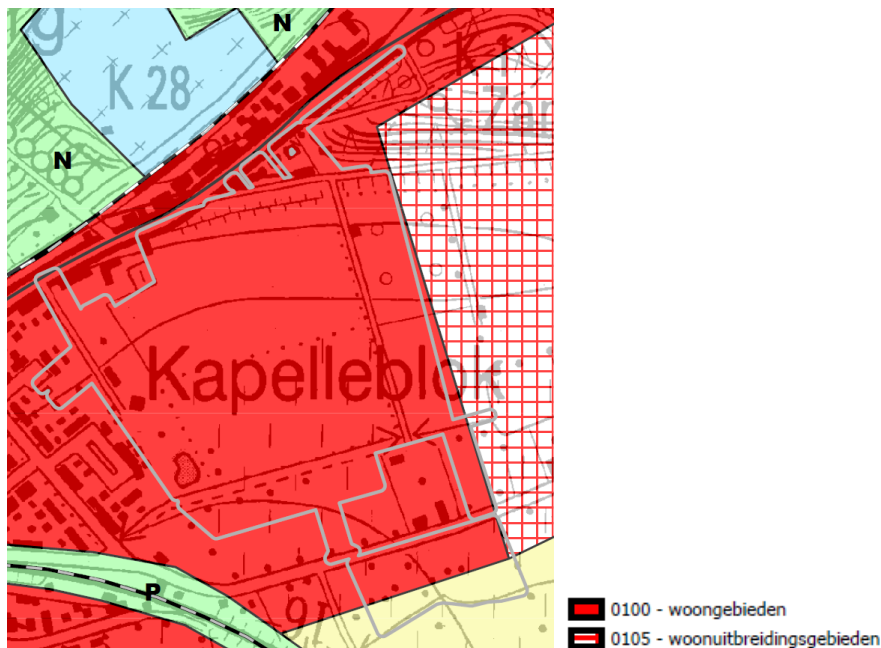 N
K 28
N
Kapelleblok
P
0100 - woongebieden
0105 - woonuitbreidingsgebieden